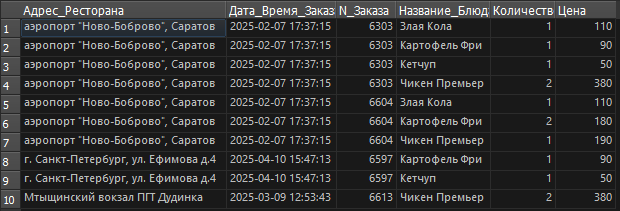 Адрес_Ресторана Дата_Время_Заказ N_Заказа Название_Блюд Количеств Цена
1 аэропорт "Ново-Боброво", Саратов 2025-02-07 17:37:15 6303 Злая Кола 1 110
2 аэропорт "Ново-Боброво", Саратов 2025-02-07 17:37:15 6303 Картофель Фри 1 90
3 аэропорт "Ново-Боброво", Саратов 2025-02-07 17:37:15 6303 Кетчуп 1 50
4 аэропорт "Ново-Боброво", Саратов 2025-02-07 17:37:15 6303 Чикен Премьер 2 380
5 аэропорт "Ново-Боброво", Саратов 2025-02-07 17:37:15 6604 Злая Кола 1 110
6 аэропорт "Ново-Боброво", Саратов 2025-02-07 17:37:15 6604 Картофель Фри 2 180
7 аэропорт "Ново-Боброво", Саратов 2025-02-07 17:37:15 6604 Чикен Премьер 1 190
8 г. Санкт-Петербург, ул. Ефимова д.4 2025-04-10 15:47:13 6597 Картофель Фри 1 90
9 г. Санкт-Петербург, ул. Ефимова д.4 2025-04-10 15:47:13 6597 Кетчуп 1 50
10 Мтыщинский вокзал ПГТ Дудинка 2025-03-09 12:53:43 6613 Чикен Премьер 2 380